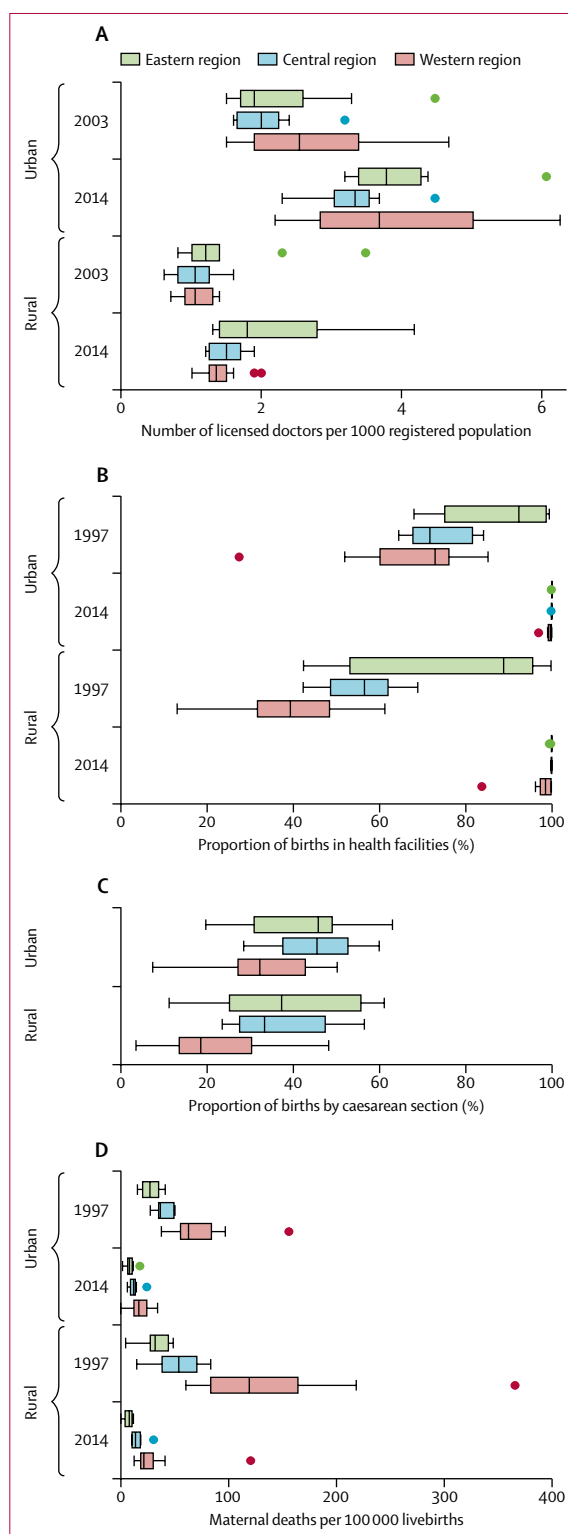 A
Eastern region Central region Western region
Urban
2003
2014
Rural
2003
2014
0 2 4 6
Number of licensed doctors per 1000 registered population
B
Urban
1997
2014
Rural
1997
2014
0 20 40 60 80 100
Proportion of births in health facilities (%)
C
Urban
Rural
0 20 40 60 80 100
Proportion of births by caesarean section (%)
D
Urban
1997
2014
Rural
1997
2014
0 100 200 300 400
Maternal deaths per 100 000 livebirths